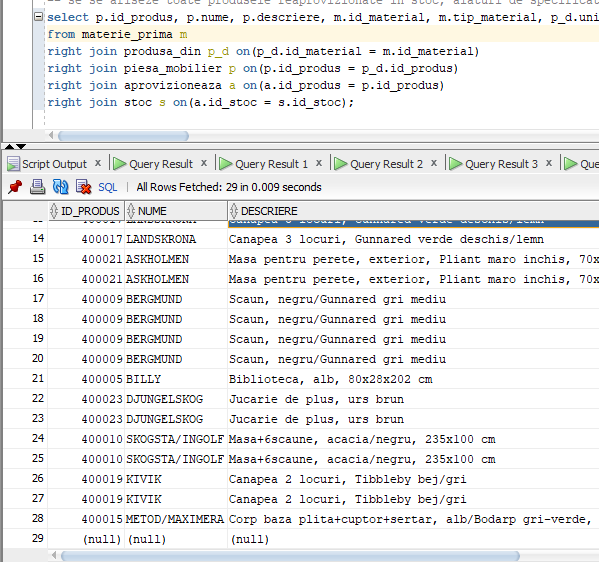 -- se se afiseze toate produsele reaprovizionate in stoc, alaturi de specificat
select p.id_produs, p.nume, p.descriere, m.id_material, m.tip_material, p_d.uni
from materie_prima m
right join produsa_din p_d on(p_d.id_material = m.id_material)
right join piesa_mobilier p on(p.id_produs = p_d.id_produs)
right join aprovizioneaza a on(a.id_produs = p.id_produs)
right join stoc s on(a.id_stoc = s.id_stoc);
Script Output × Query Result × Query Result 1 × Query Result 2 × Query Result 3 × Que
SQL | All Rows Fetched: 29 in 0.009 seconds
ID_PRODUS NUME DESCRIERE
13 400017 LANDSKRONA Canapea 3 locuri, Gunnared verde deschis/lemn
14 400017 LANDSKRONA Canapea 3 locuri, Gunnared verde deschis/lemn
15 400021 ASKHOLMEN Masa pentru perete, exterior, Pliant maro inchis, 70x
16 400021 ASKHOLMEN Masa pentru perete, exterior, Pliant maro inchis, 70x
17 400009 BERGMUND Scaun, negru/Gunnared gri mediu
18 400009 BERGMUND Scaun, negru/Gunnared gri mediu
19 400009 BERGMUND Scaun, negru/Gunnared gri mediu
20 400009 BERGMUND Scaun, negru/Gunnared gri mediu
21 400005 BILLY Biblioteca, alb, 80x28x202 cm
22 400023 DJUNGELSKOG Jucarie de plus, urs brun
23 400023 DJUNGELSKOG Jucarie de plus, urs brun
24 400010 SKOGSTA/INGOLF Masa+6scaune, acacia/negru, 235x100 cm
25 400010 SKOGSTA/INGOLF Masa+6scaune, acacia/negru, 235x100 cm
26 400019 KIVIK Canapea 2 locuri, Tibbleby bej/gri
27 400019 KIVIK Canapea 2 locuri, Tibbleby bej/gri
28 400015 METOD/MAXIMERA Corp baza plita+cuptor+sertar, alb/Bodarp gri-verde,
29 (null) (null) (null)